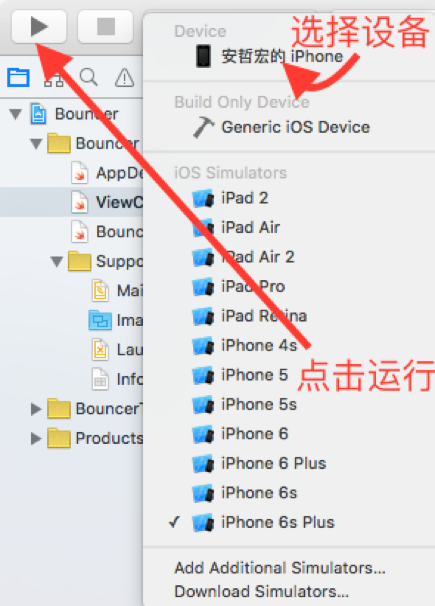 Device
选择设备
安哲宏的 iPhone
Build Only Device
Generic iOS Device
iOS Simulators
iPad 2
iPad Air
iPad Air 2
iPad Pro
iPad Retina
iPhone 4s
iPhone 5
点击运行
iPhone 5s
iPhone 6
iPhone 6 Plus
iPhone 6s
✓ iPhone 6s Plus
Add Additional Simulators...
Download Simulators...
Bouncer
Bouncer
AppDe
ViewC
Bounc
Suppo
Mai
Ima
Lau
Info
BouncerT
Products